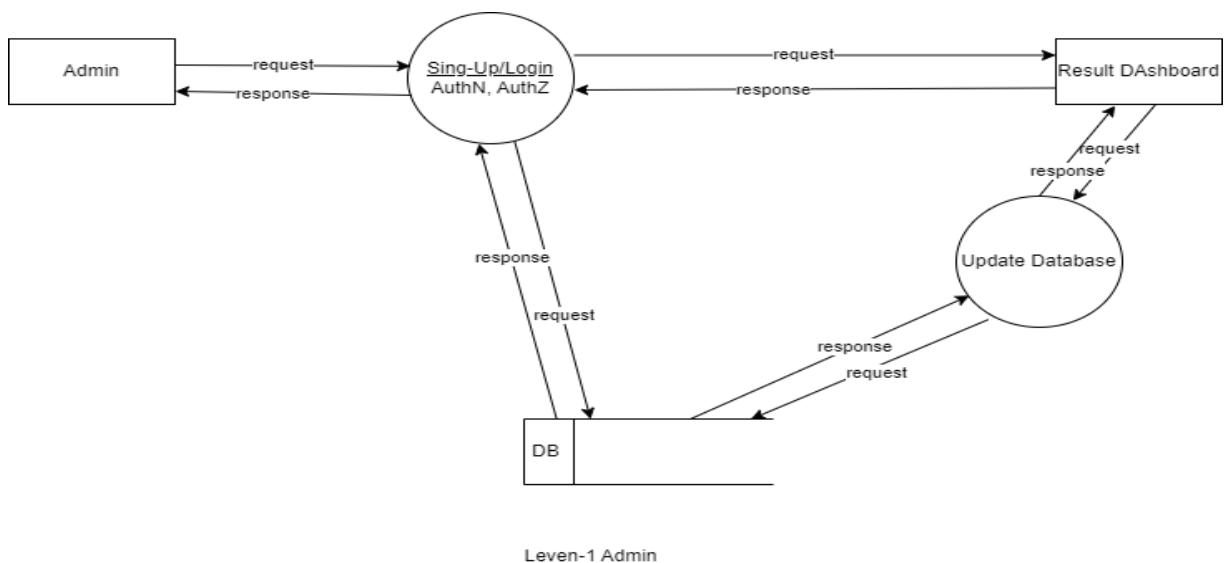 Admin
request
response
Sing-Up/Login
AuthN, AuthZ
request
response
Result DAshboard
request
response
Update Database
response
request
response
request
DB
Leven-1 Admin